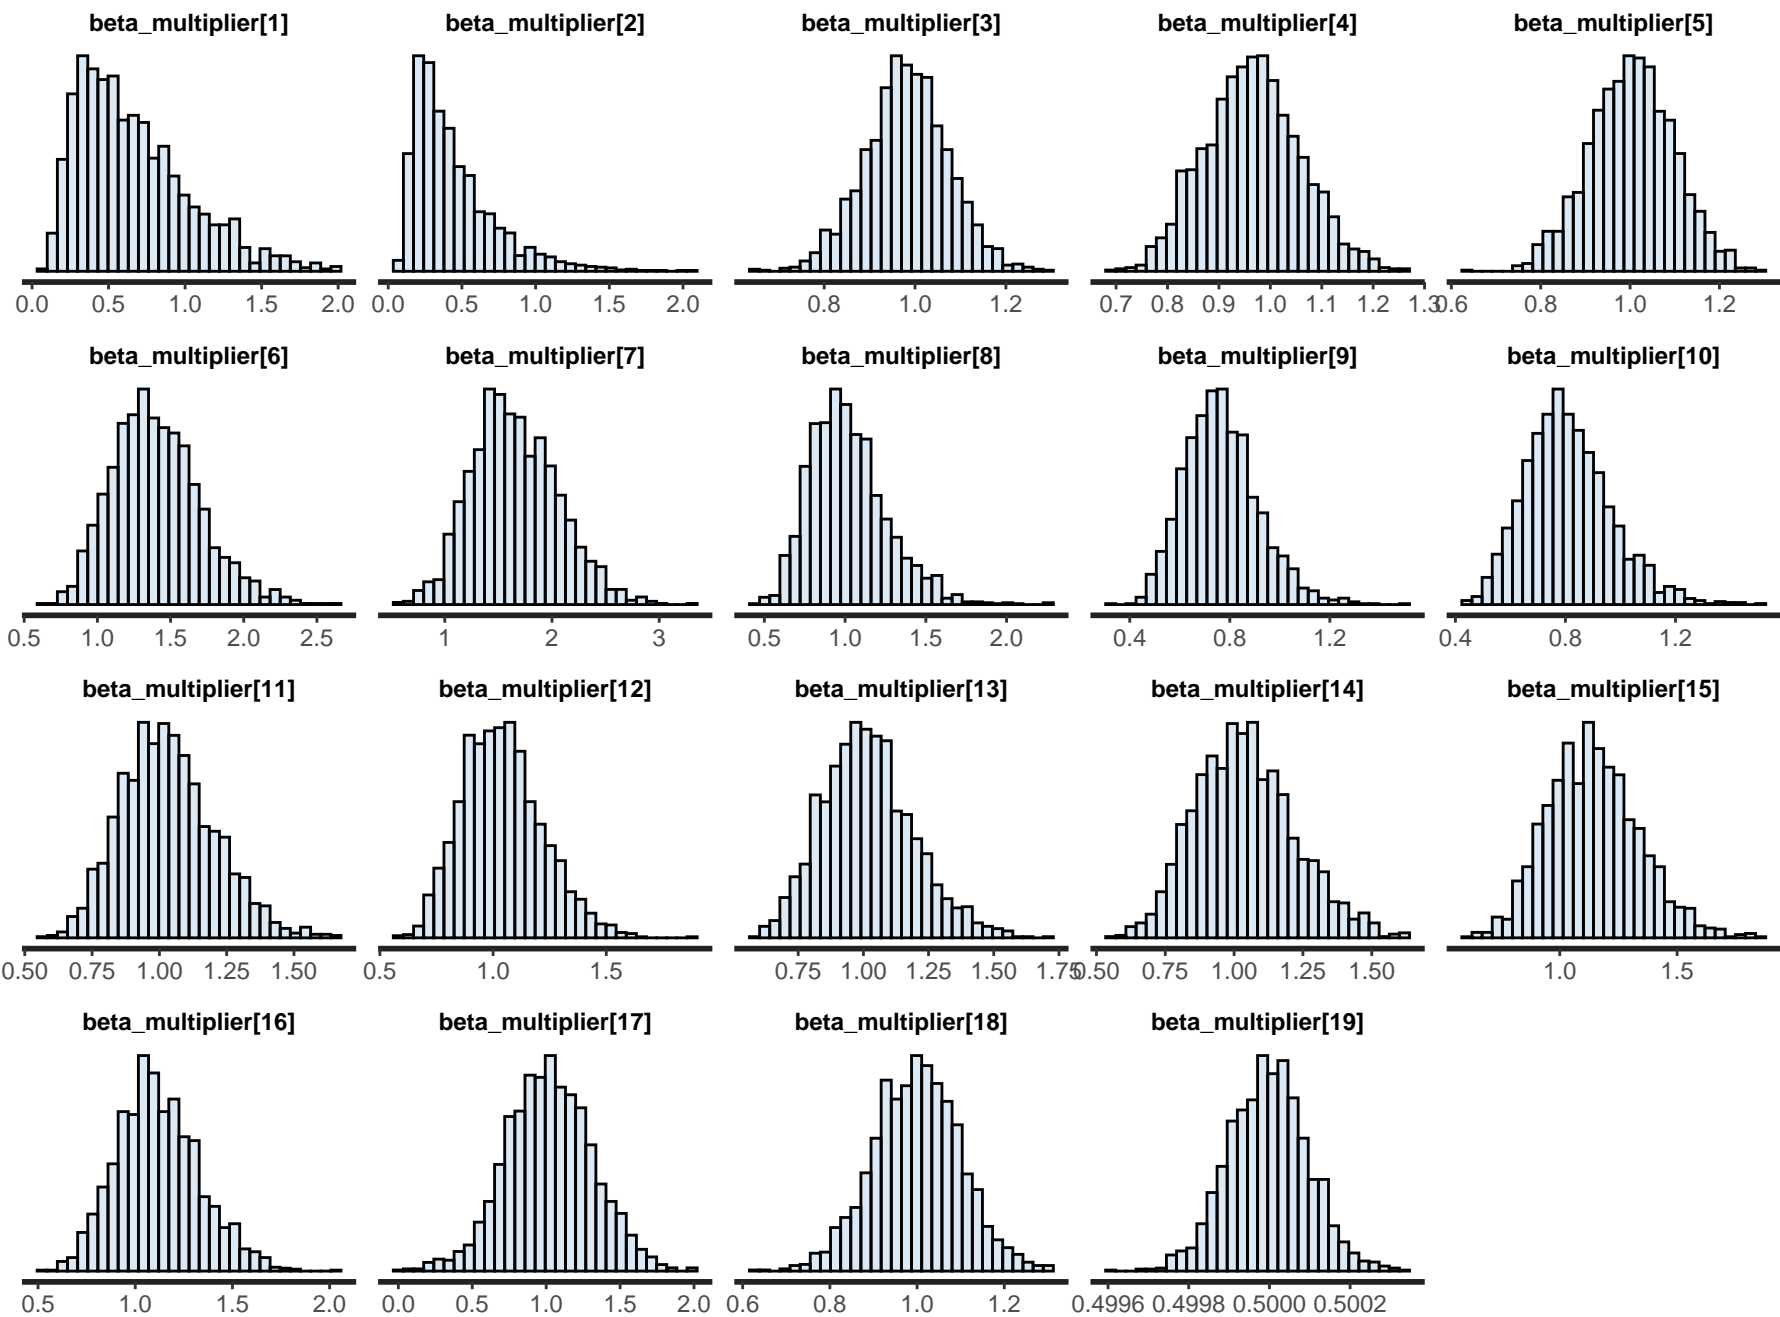 beta_multiplier[1] beta_multiplier[2] beta_multiplier[3] beta_multiplier[4] beta_multiplier[5]
0.0 0.5 1.0 1.5 2.0 0.0 0.5 1.0 1.5 2.0 0.8 1.0 1.2 0.7 0.8 0.9 1.0 1.1 1.2 1.3 0.6 0.8 1.0 1.2
beta_multiplier[6] beta_multiplier[7] beta_multiplier[8] beta_multiplier[9] beta_multiplier[10]
0.5 1.0 1.5 2.0 2.5 1 2 3 0.5 1.0 1.5 2.0 0.4 0.8 1.2 0.4 0.8 1.2
beta_multiplier[11] beta_multiplier[12] beta_multiplier[13] beta_multiplier[14] beta_multiplier[15]
0.50 0.75 1.00 1.25 1.50 0.5 1.0 1.5 0.75 1.00 1.25 1.50 1.75 0.50 0.75 1.00 1.25 1.50 1.0 1.5
beta_multiplier[16] beta_multiplier[17] beta_multiplier[18] beta_multiplier[19]
0.5 1.0 1.5 2.0 0.0 0.5 1.0 1.5 2.0 0.6 0.8 1.0 1.2 0.4996 0.4998 0.5000 0.5002